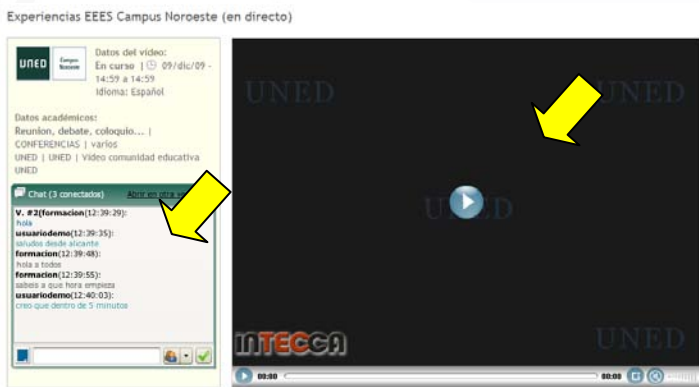 Experiencias EEES Campus Noroeste (en directo)
UNED
Campus
Noroeste
Datos del video:
En curso | 09/dic/09 -
14:59 a 14:59
Idioma: Español
Datos académicos:
Reunion, debate, coloquio... |
CONFERENCIAS | varios
UNED | UNED | Video comunidad educativa
UNED
Chat (3 conectados) Abrir en otra
V. #2(formacion(12:39:29):
hola
usuariodemo(12:39:35):
saludos desde alicante
formacion(12:39:48):
hola a todos
formacion(12:39:55):
sabeis a que hora empieza
usuariodemo(12:40:03):
creo que dentro de 5 minutos
UNED
UNED
UNED
INTECCA
UNED
00:00
00:00